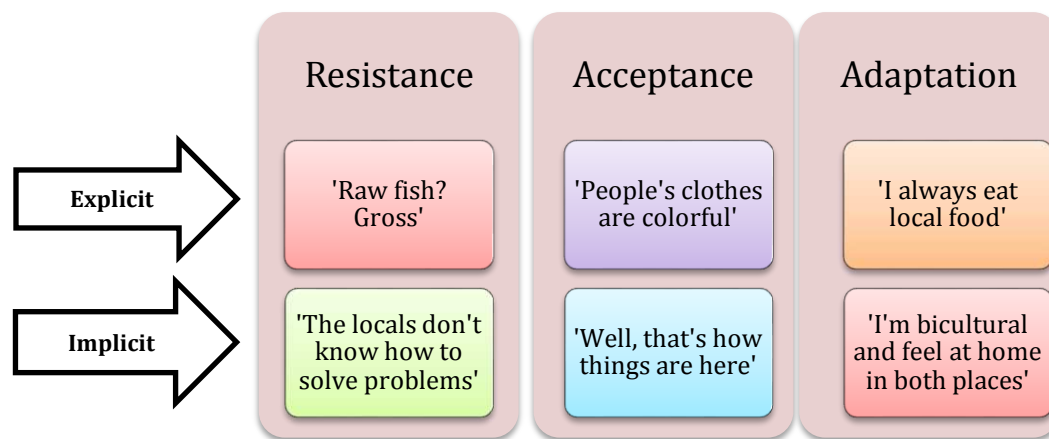 Resistance
Acceptance
Adaptation
Explicit
'Raw fish?
Gross'
'People's clothes
are colorful'
'I always eat
local food'
Implicit
'The locals don't
know how to
solve problems'
'Well, that's how
things are here'
'I'm bicultural
and feel at home
in both places'